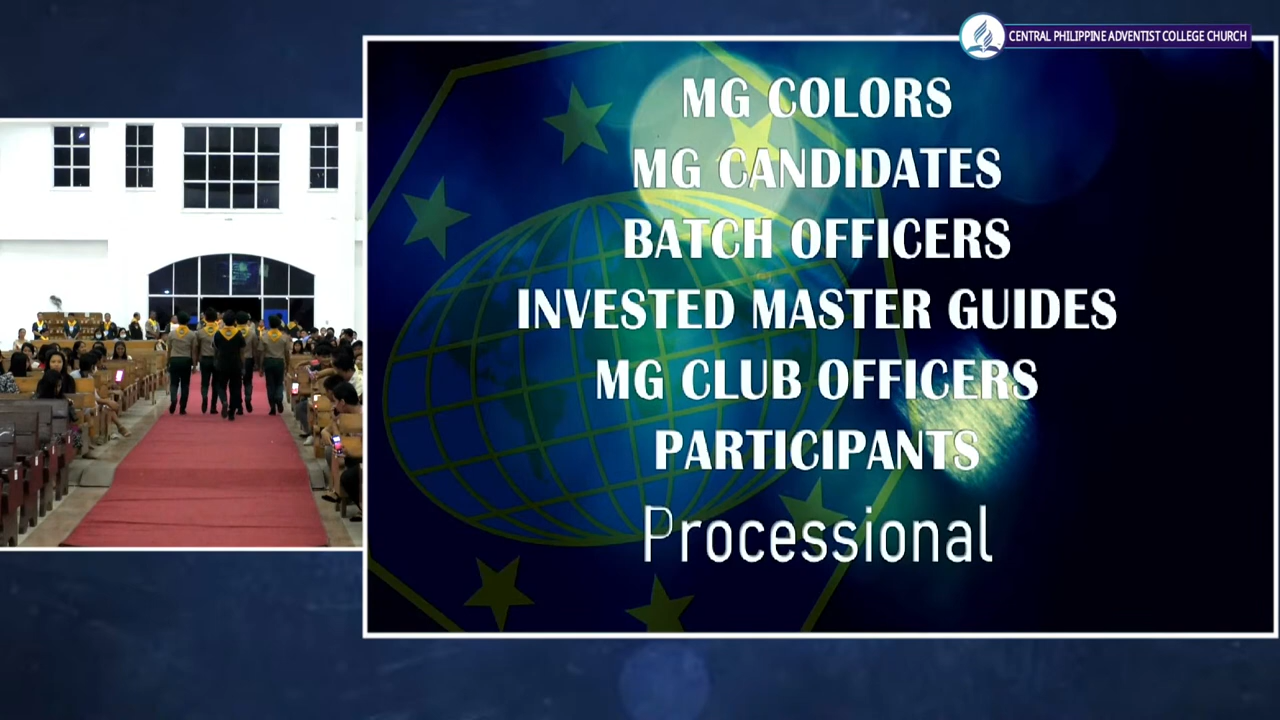 CENTRAL PHILIPPINE ADVENTIST COLLEGE CHURCH
MG COLORS
MG CANDIDATES
BATCH OFFICERS
INVESTED MASTER GUIDES
MG CLUB OFFICERS
PARTICIPANTS
Processional